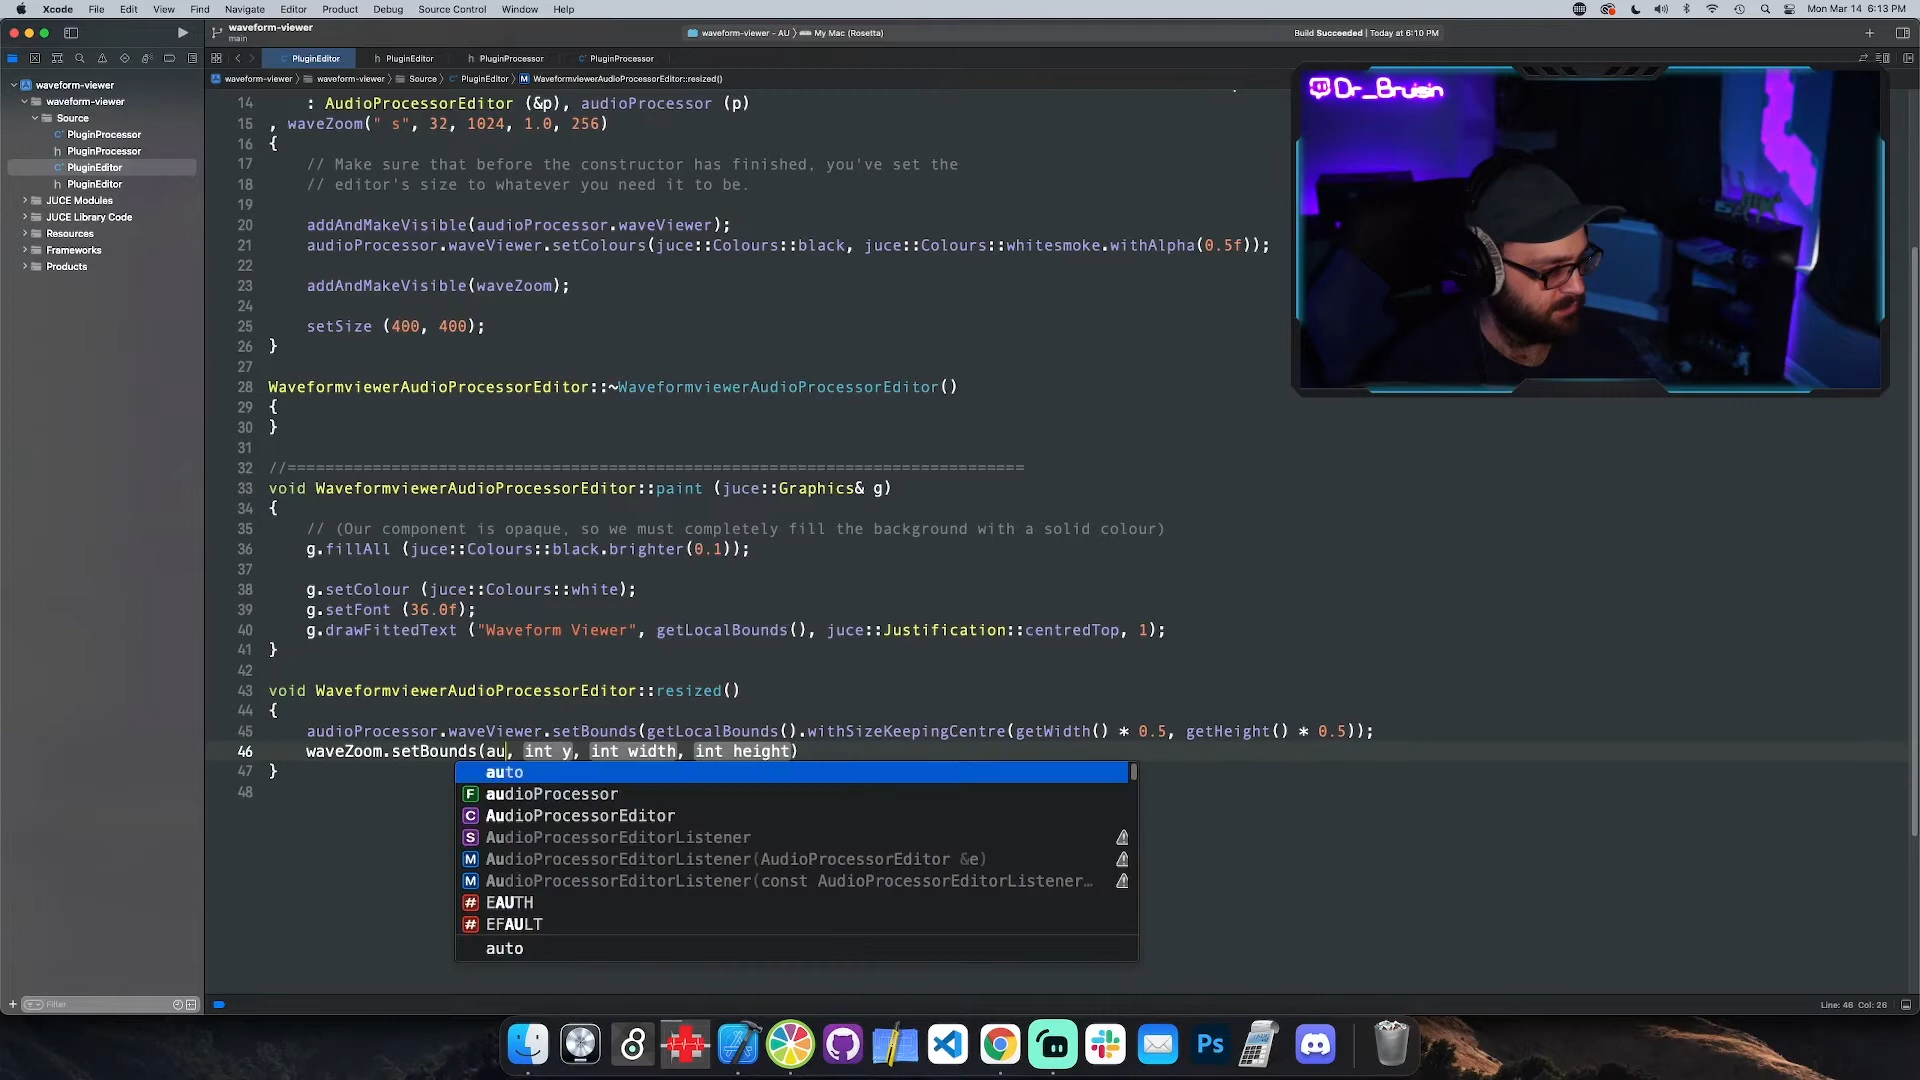 Xcode File Edit View Find Navigate Editor Product Debug Source Control Window Help
Mon Mar 14 6:13 PM
waveform-viewer
main
waveform-viewer - AU My Mac (Rosetta)
Build Succeeded | Today at 6:10 PM
PluginEditor PluginEditor PluginProcessor PluginProcessor
waveform-viewer waveform-viewer Source PluginEditor WaveformviewerAudioProcessorEditor::resized()
waveform-viewer
waveform-viewer
Source
PluginProcessor
PluginProcessor
PluginEditor
PluginEditor
JUCE Modules
JUCE Library Code
Resources
Frameworks
Products
Filter
14 : AudioProcessorEditor (&p), audioProcessor (p)
15 , waveZoom(" s", 32, 1024, 1.0, 256)
16 {
17 // Make sure that before the constructor has finished, you've set the
18 // editor's size to whatever you need it to be.
19
20 addAndMakeVisible(audioProcessor.waveViewer);
21 audioProcessor.waveViewer.setColours(juce::Colours::black, juce::Colours::whitesmoke.withAlpha(0.5f));
22
23 addAndMakeVisible(waveZoom);
24
25 setSize (400, 400);
26 }
27
28 WaveformviewerAudioProcessorEditor::~WaveformviewerAudioProcessorEditor()
29 {
30 }
31
32 //==============================================================================
33 void WaveformviewerAudioProcessorEditor::paint (juce::Graphics& g)
34 {
35 // (Our component is opaque, so we must completely fill the background with a solid colour)
36 g.fillAll (juce::Colours::black.brighter(0.1));
37
38 g.setColour (juce::Colours::white);
39 g.setFont (36.0f);
40 g.drawFittedText ("Waveform Viewer", getLocalBounds(), juce::Justification::centredTop, 1);
41 }
42
43 void WaveformviewerAudioProcessorEditor::resized()
44 {
45 audioProcessor.waveViewer.setBounds(getLocalBounds().withSizeKeepingCentre(getWidth() * 0.5, getHeight() * 0.5));
46 waveZoom.setBounds(au, int y, int width, int height)
47 }
48
auto
F audioProcessor
C AudioProcessorEditor
S AudioProcessorEditorListener
M AudioProcessorEditorListener(AudioProcessorEditor &e)
M AudioProcessorEditorListener(const AudioProcessorEditorListener…
# EAUTH
# EFAULT
auto
Dr_Bruisin
Line: 46 Col: 26
Ps